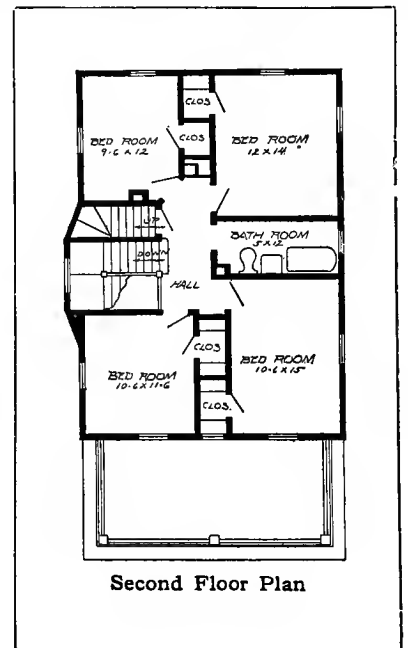 CLOS
CLOS
BED ROOM
9-6 X 12
BED ROOM
12 X 14
UP
DOWN
BATH ROOM
5 X 12
HALL
CLOS
BED ROOM
10-6 X 11-6
BED ROOM
10-6 X 15
CLOS.
Second Floor Plan